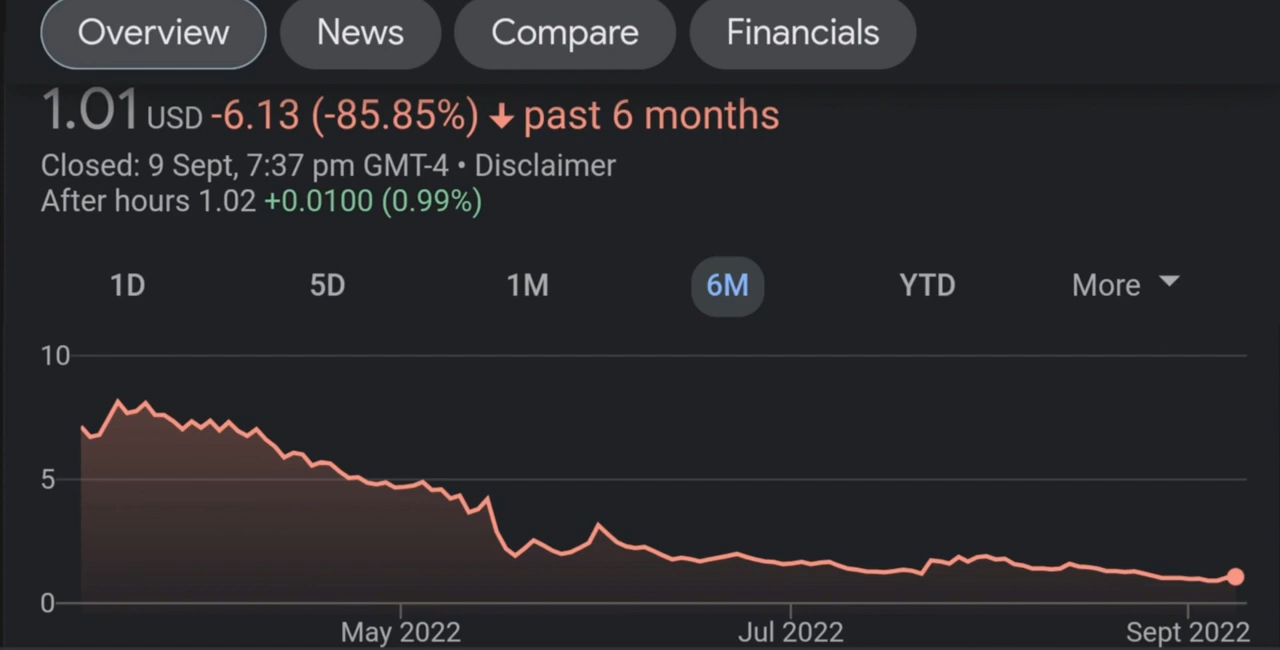 Overview News Compare Financials
1.01 USD -6.13 (-85.85%) ↓ past 6 months
Closed: 9 Sept, 7:37 pm GMT-4 • Disclaimer
After hours 1.02 +0.0100 (0.99%)
1D 5D 1M 6M YTD More
10
5
0
May 2022 Jul 2022 Sept 2022